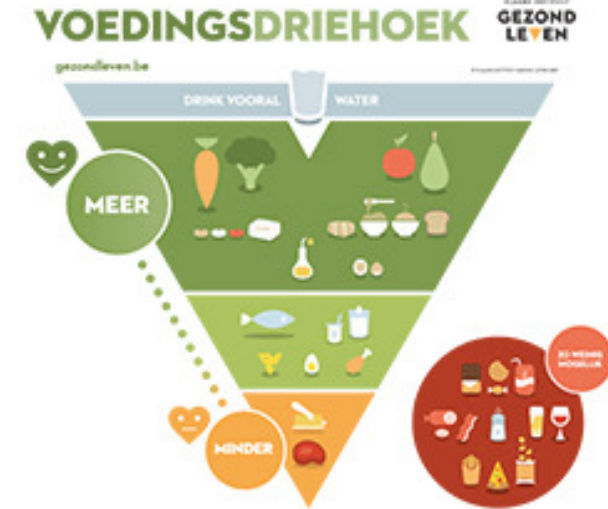 VOEDINGSDRIEHOEK
GEZOND
LEVEN
gezondleven.be
DRINK VOORAL WATER
MEER
MINDER
ZO WEINIG
MOGELIJK